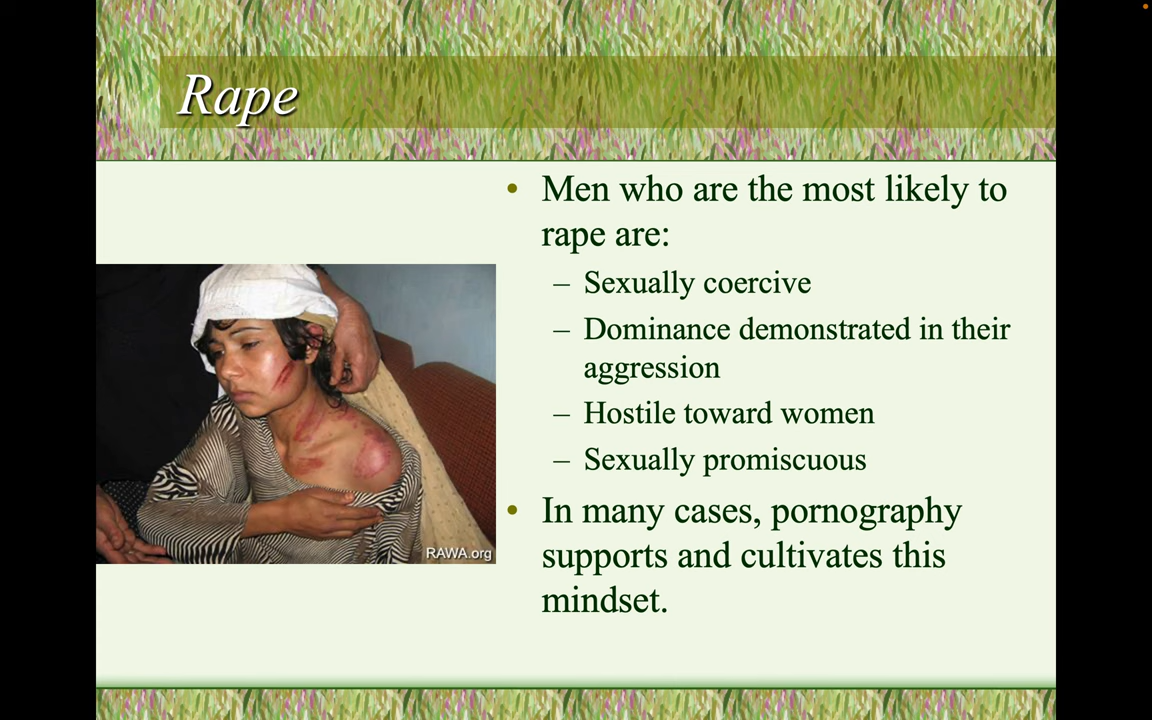 Rape
• Men who are the most likely to
rape are:
– Sexually coercive
– Dominance demonstrated in their
aggression
– Hostile toward women
– Sexually promiscuous
• In many cases, pornography
supports and cultivates this
mindset.
RAWA.org